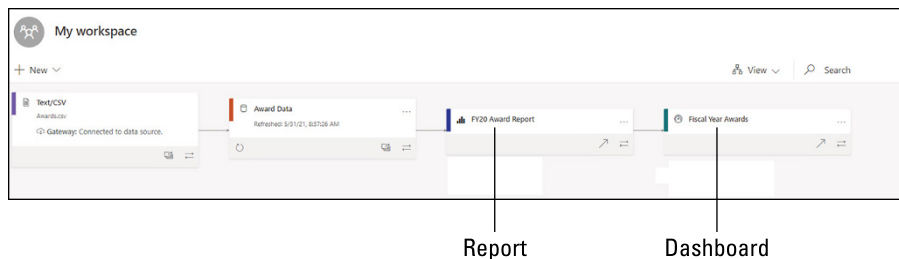 My workspace
New
View
Search
Text/CSV
Awards.csv
Gateway: Connected to data source.
Award Data
Refreshed: 5/31/21, 8:37:26 AM
FY20 Award Report
Fiscal Year Awards
Report
Dashboard